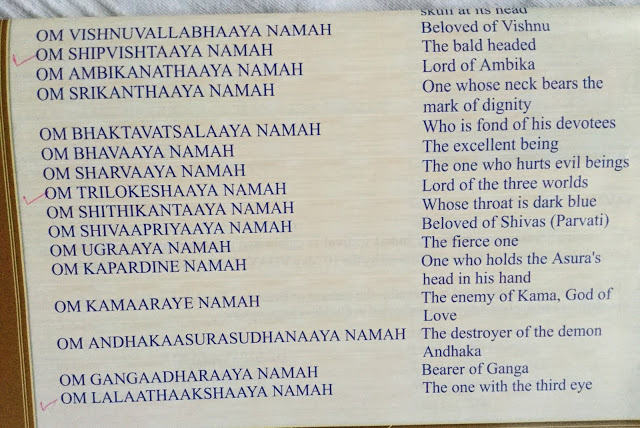 skull at its head
OM VISHNUVALLABHAAYA NAMAH Beloved of Vishnu
OM SHIPVISHTAAYA NAMAH The bald headed
OM AMBIKANATHAAYA NAMAH Lord of Ambika
OM SRIKANTHAAYA NAMAH One whose neck bears the
mark of dignity
OM BHAKTAVATSALAAYA NAMAH Who is fond of his devotees
OM BHAVAAYA NAMAH The excellent being
OM SHARVAAYA NAMAH The one who hurts evil beings
OM TRILOKESHAAYA NAMAH Lord of the three worlds
OM SHITHIKANTAAYA NAMAH Whose throat is dark blue
OM SHIVAAPRIYAAYA NAMAH Beloved of Shivas (Parvati)
OM UGRAAYA NAMAH The fierce one
OM KAPARDINE NAMAH One who holds the Asura's
head in his hand
OM KAMAARAYE NAMAH The enemy of Kama, God of
Love
OM ANDHAKAASURASUDHANAAYA NAMAH The destroyer of the demon
Andhaka
OM GANGAADHARAAYA NAMAH Bearer of Ganga
OM LALAATHAAKSHAAYA NAMAH The one with the third eye